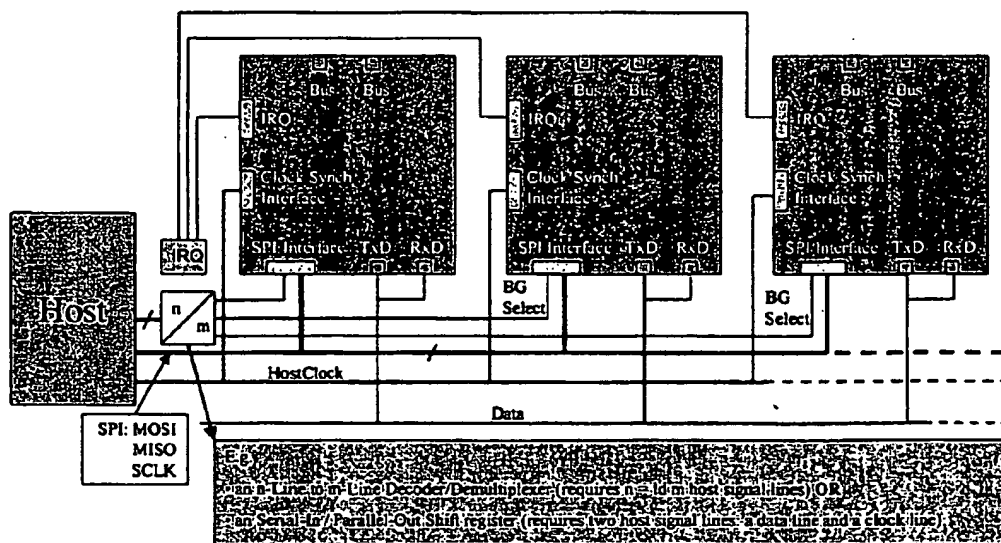 Bus Bus
IRQ
Clock Synch
Interface
SPI Interface TxD RxD
Bus Bus
IRQ
Clock Synch
Interface
SPI Interface TxD RxD
Bus Bus
IRQ
Clock Synch
Interface
SPI Interface TxD RxD
IRQ
Host
n
m
BG
Select
BG
Select
HostClock
Data
SPI: MOSI
MISO
SCLK
E.g.
an n-Line to m-Line Decoder/Demultiplexer (requires n = ld m host signal lines) OR
an Serial-In / Parallel-Out Shift register (requires two host signal lines: a data line and a clock line)